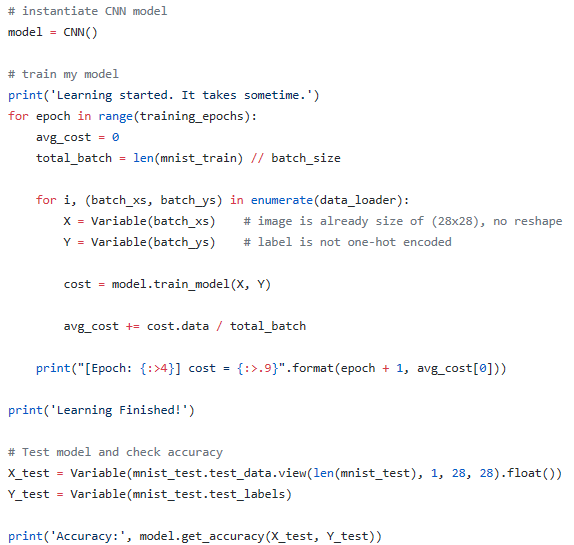 # instantiate CNN model
model = CNN()
# train my model
print('Learning started. It takes sometime.')
for epoch in range(training_epochs):
    avg_cost = 0
    total_batch = len(mnist_train) // batch_size
    for i, (batch_xs, batch_ys) in enumerate(data_loader):
        X = Variable(batch_xs)    # image is already size of (28x28), no reshape
        Y = Variable(batch_ys)    # label is not one-hot encoded
        cost = model.train_model(X, Y)
        avg_cost += cost.data / total_batch
    print("[Epoch: {:>4}] cost = {:>.9}".format(epoch + 1, avg_cost[0]))
print('Learning Finished!')
# Test model and check accuracy
X_test = Variable(mnist_test.test_data.view(len(mnist_test), 1, 28, 28).float())
Y_test = Variable(mnist_test.test_labels)
print('Accuracy:', model.get_accuracy(X_test, Y_test))